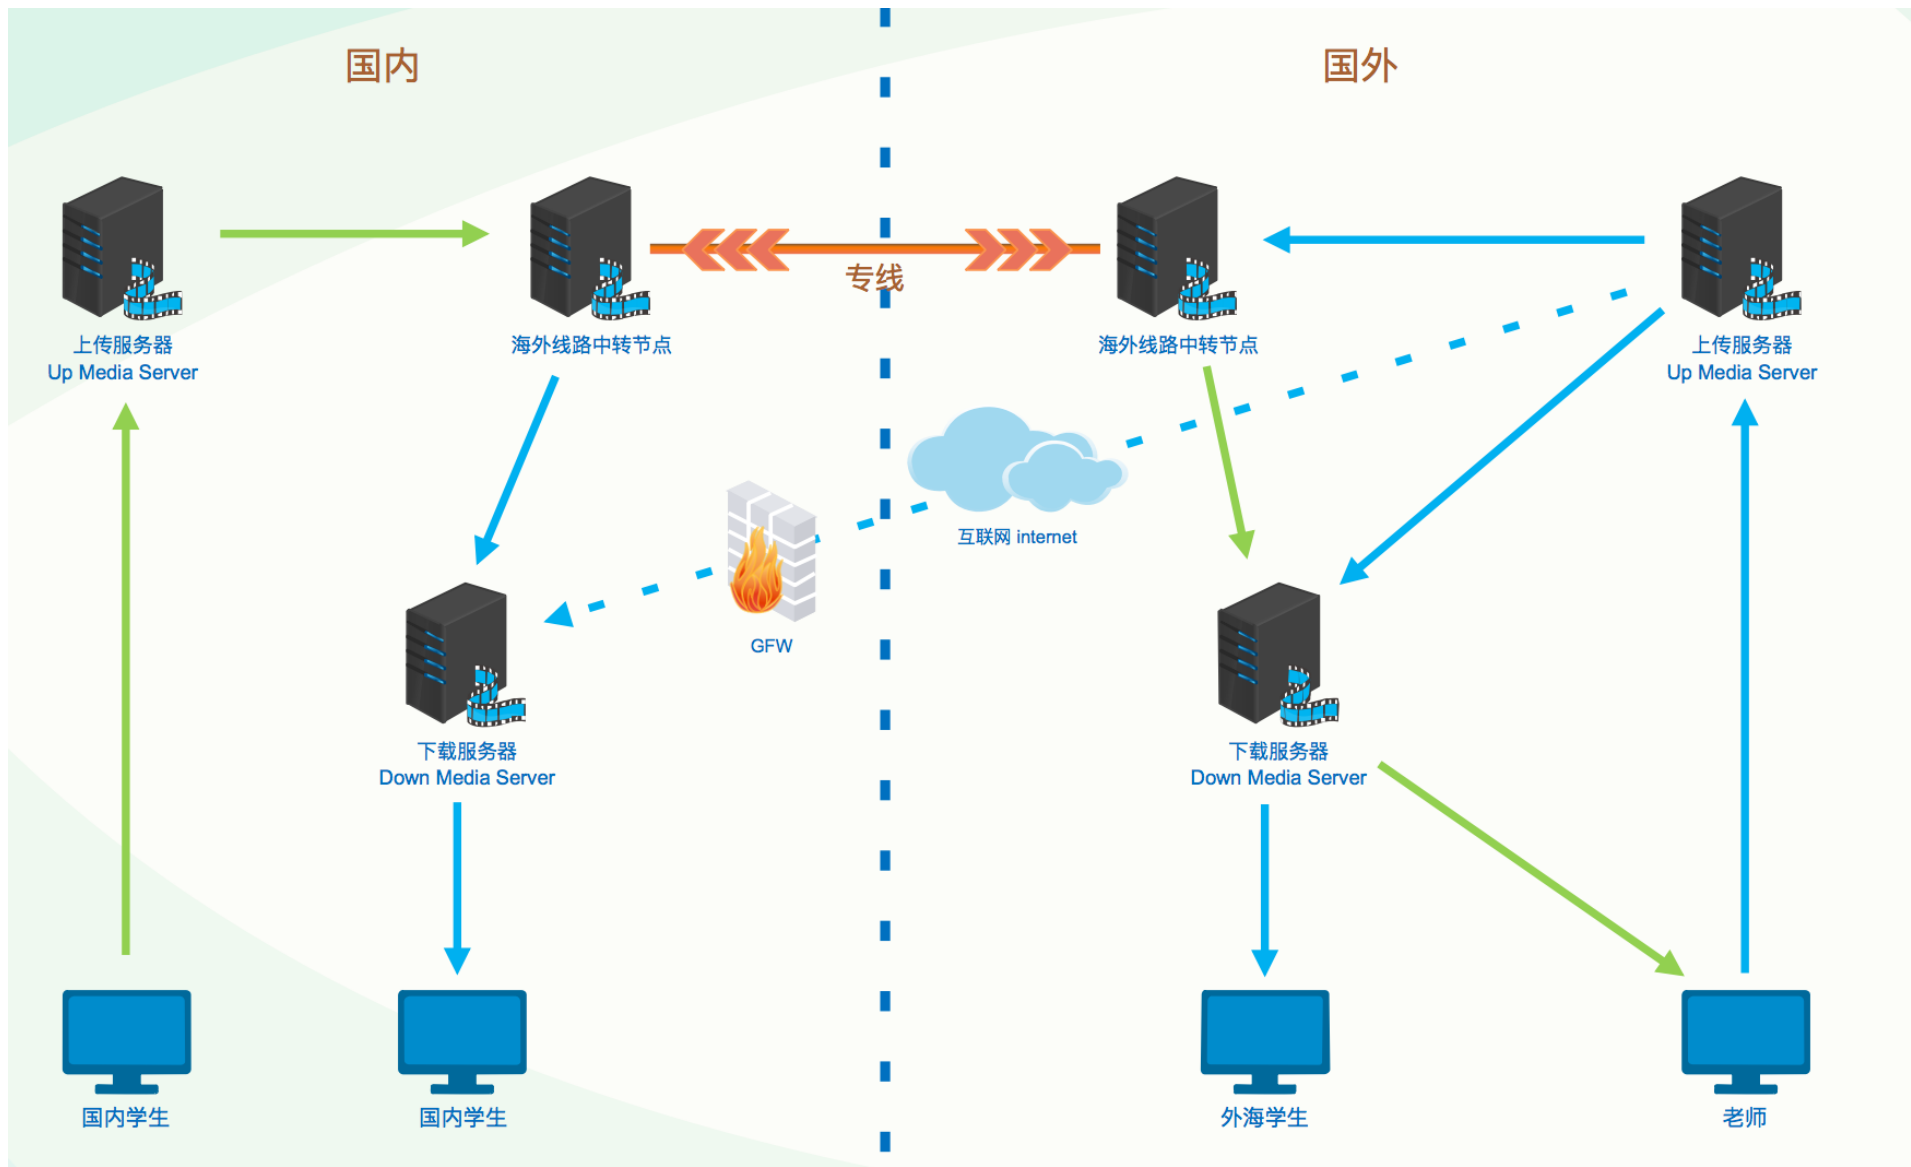 国内
国外
专线
上传服务器
Up Media Server
海外线路中转节点
海外线路中转节点
上传服务器
Up Media Server
互联网 internet
GFW
下载服务器
Down Media Server
下载服务器
Down Media Server
国内学生
国内学生
外海学生
老师